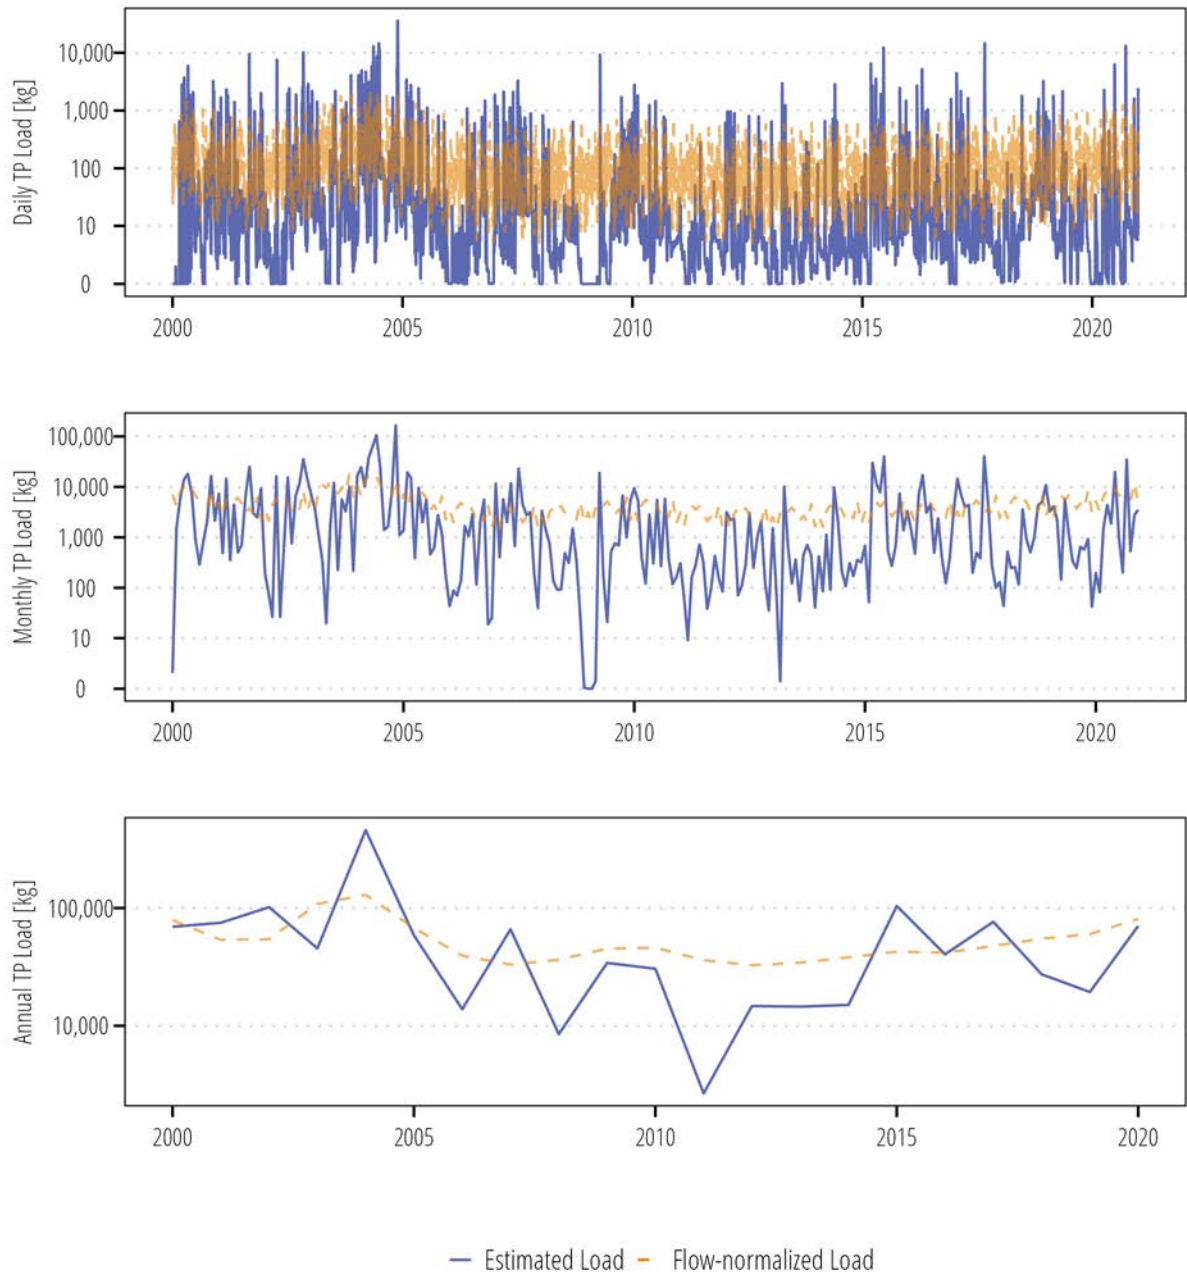 Daily TP Load [kg]
10,000
1,000
100
10
0
2000 2005 2010 2015 2020
Monthly TP Load [kg]
100,000
10,000
1,000
100
10
0
2000 2005 2010 2015 2020
Annual TP Load [kg]
100,000
10,000
2000 2005 2010 2015 2020
Estimated Load Flow-normalized Load